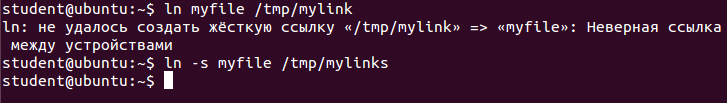 student@ubuntu:~$ ln myfile /tmp/mylink
ln: не удалось создать жёсткую ссылку «/tmp/mylink» => «myfile»: Неверная ссылка
между устройствами
student@ubuntu:~$ ln -s myfile /tmp/mylinks
student@ubuntu:~$